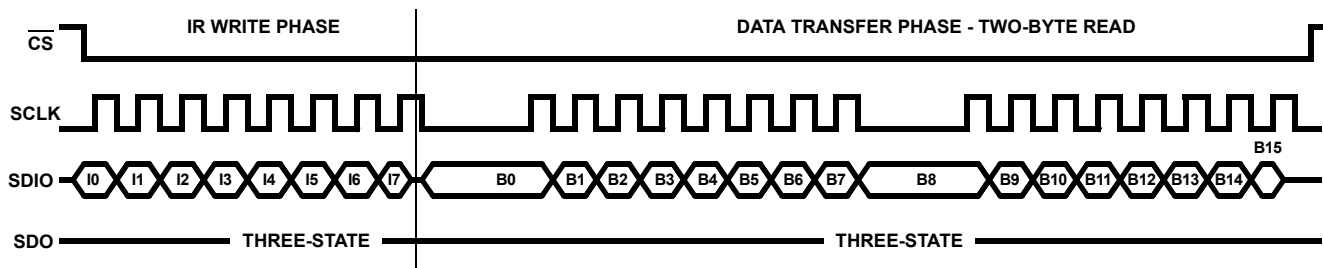 IR WRITE PHASE DATA TRANSFER PHASE - TWO-BYTE READ
CS
SCLK
B15
SDIO I0 I1 I2 I3 I4 I5 I6 I7 B0 B1 B2 B3 B4 B5 B6 B7 B8 B9 B10 B11 B12 B13 B14
SDO THREE-STATE THREE-STATE